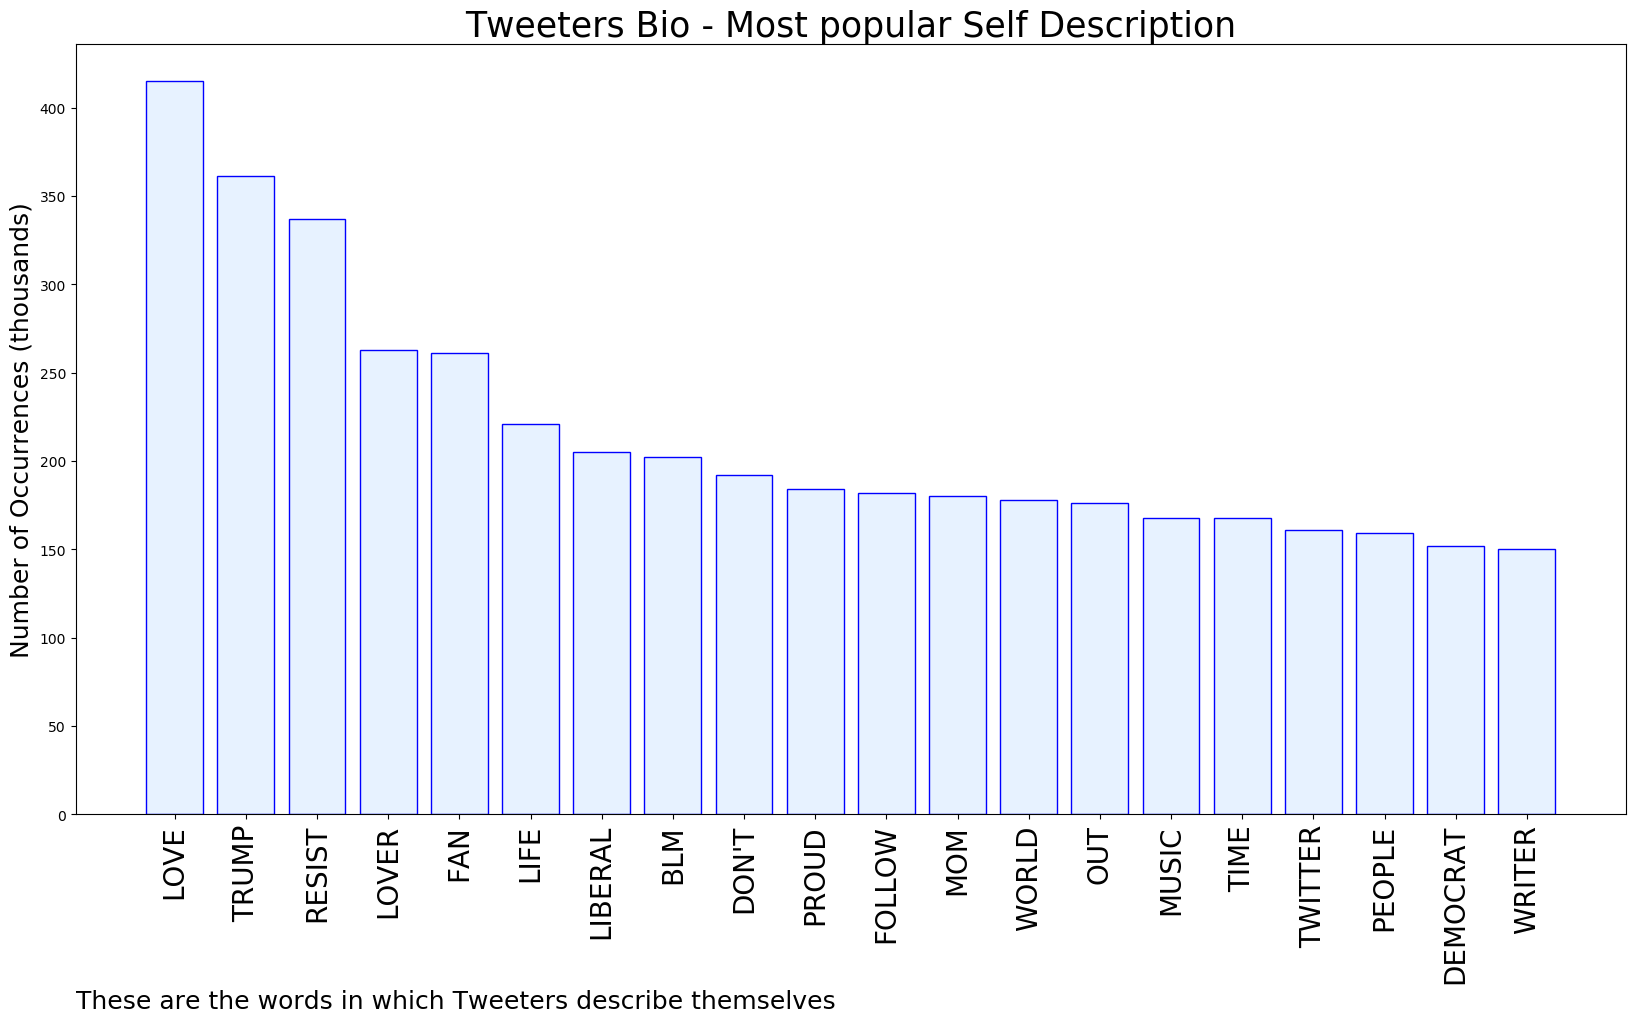 Tweeters Bio - Most popular Self Description
Number of Occurrences (thousands)
400
350
300
250
200
150
100
50
0
LOVE
TRUMP
RESIST
LOVER
FAN
LIFE
LIBERAL
BLM
DON'T
PROUD
FOLLOW
MOM
WORLD
OUT
MUSIC
TIME
TWITTER
PEOPLE
DEMOCRAT
WRITER
These are the words in which Tweeters describe themselves